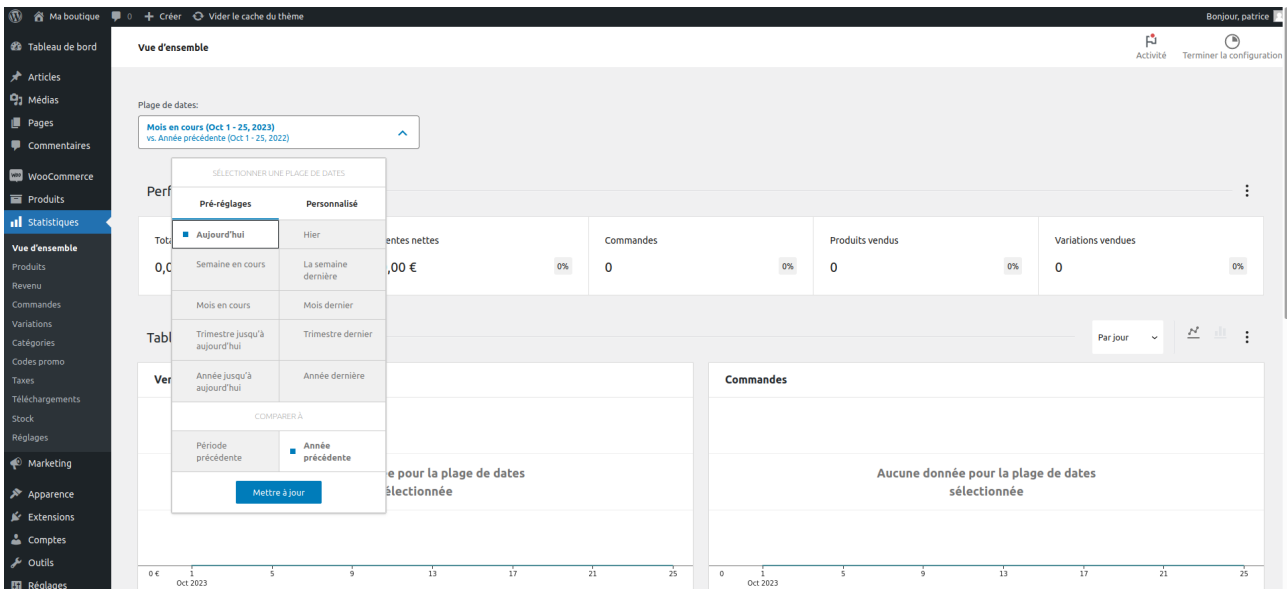 Ma boutique 0 + Créer Vider le cache du thème Bonjour, patrice
Tableau de bord
Articles
Médias
Pages
Commentaires
WooCommerce
Produits
Statistiques
Vue d'ensemble
Produits
Revenu
Commandes
Variations
Catégories
Codes promo
Taxes
Téléchargements
Stock
Réglages
Marketing
Apparence
Extensions
Comptes
Outils
Réglages
Vue d'ensemble
Activité Terminer la configuration
Plage de dates:
Mois en cours (Oct 1 - 25, 2023)
vs. Année précédente (Oct 1 - 25, 2022)
SÉLECTIONNER UNE PLAGE DE DATES
Pré-réglages Personnalisé
Aujourd'hui Hier
Semaine en cours La semaine
dernière
Mois en cours Mois dernier
Trimestre jusqu'à
aujourd'hui
Trimestre dernier
Année jusqu'à
aujourd'hui
Année dernière
COMPARER À
Période
précédente
Année
précédente
Mettre à jour
Perf
Tota
0,0
entes nettes
,00 € 0%
Commandes
0 0%
Produits vendus
0 0%
Variations vendues
0 0%
Tabl
Par jour
Ver
e pour la plage de dates
électionnée
0 € 1 5 9 13 17 21 25
Oct 2023
Commandes
Aucune donnée pour la plage de dates
sélectionnée
0 1 5 9 13 17 21 25
Oct 2023